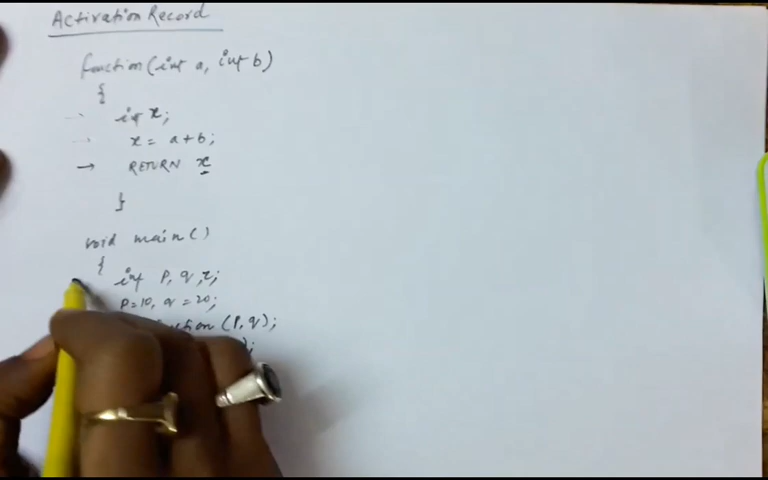 Activation Record
function (int a, int b)
{
int x;
x = a+b;
→ RETURN x
}
void main()
{
int p, q, r;
p=10, q=20;
(p, q);
);